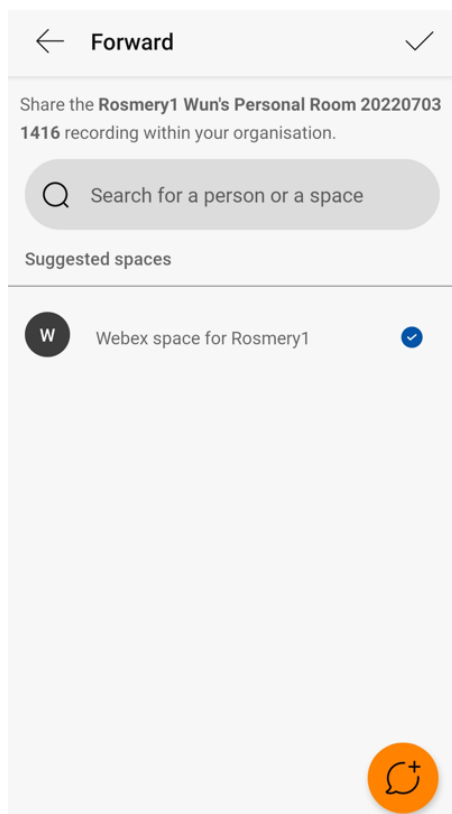 Forward
Share the Rosmery1 Wun's Personal Room 20220703
1416 recording within your organisation.
Search for a person or a space
Suggested spaces
W
Webex space for Rosmery1